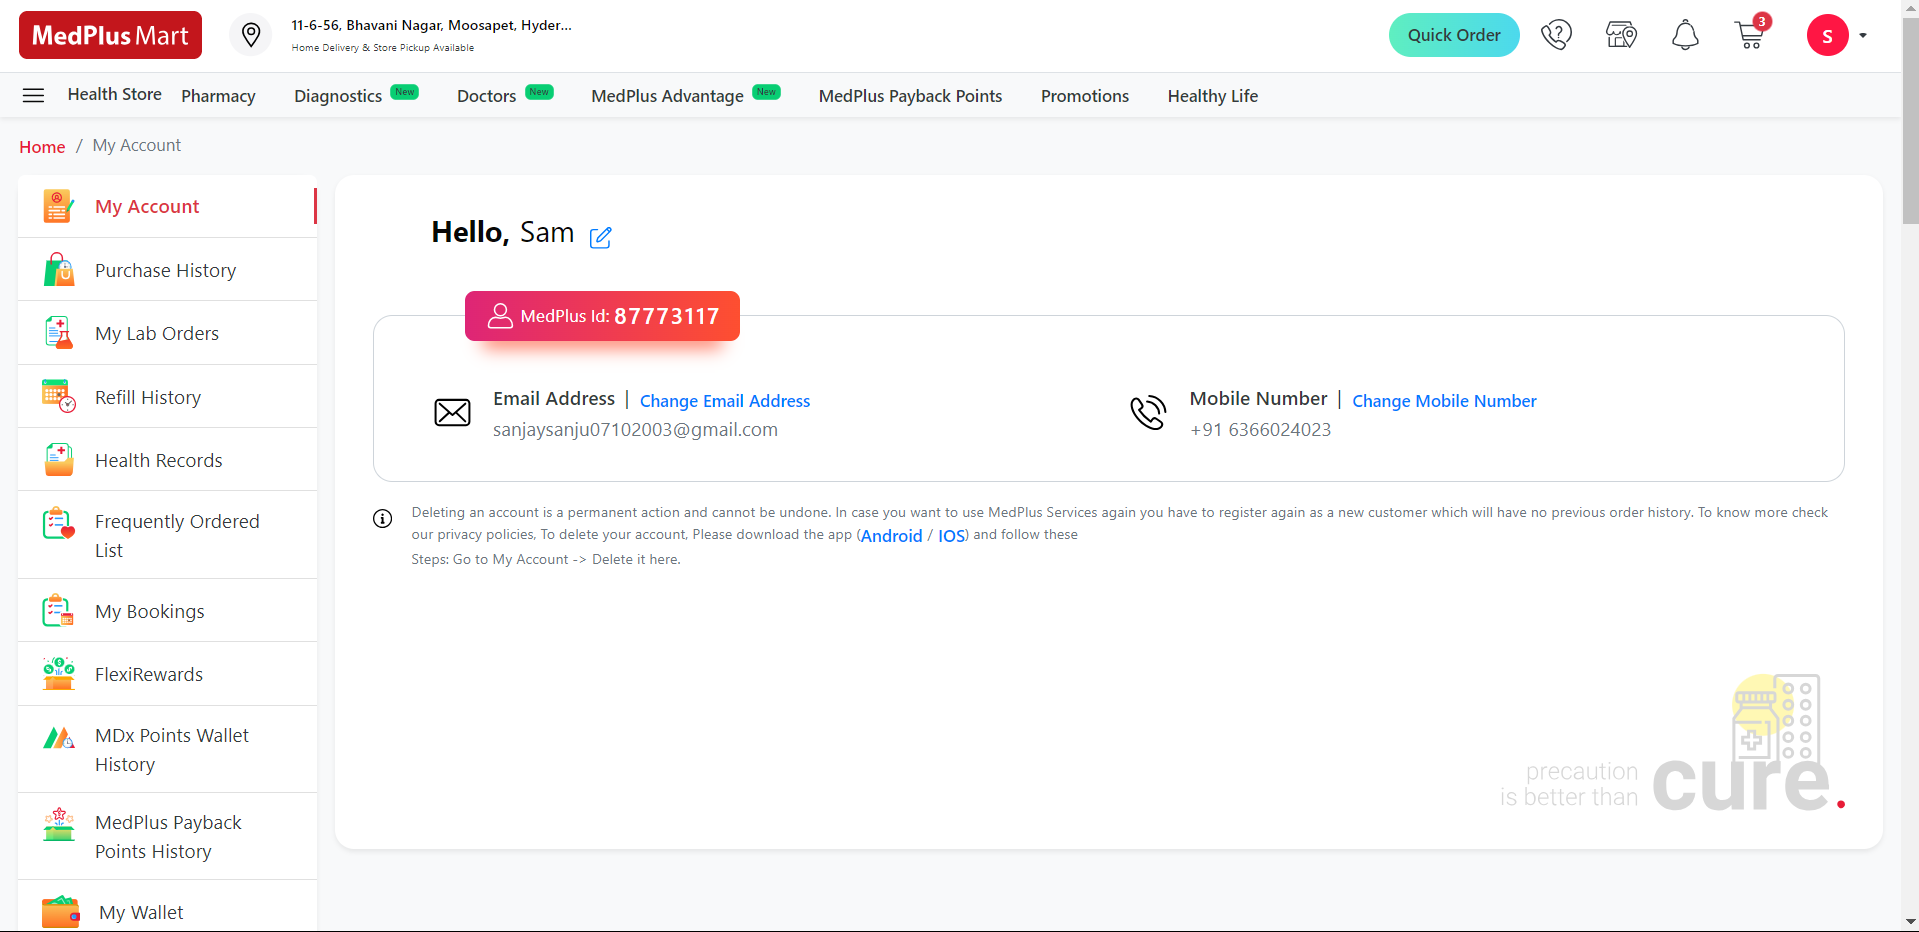 MedPlus Mart
11-6-56, Bhavani Nagar, Moosapet, Hyder...
Home Delivery & Store Pickup Available
Quick Order
3
S
Health Store
Pharmacy
Diagnostics New
Doctors New
MedPlus Advantage New
MedPlus Payback Points
Promotions
Healthy Life
Home / My Account
My Account
Purchase History
My Lab Orders
Refill History
Health Records
Frequently Ordered
List
My Bookings
FlexiRewards
MDx Points Wallet
History
MedPlus Payback
Points History
My Wallet
Hello, Sam
MedPlus Id: 87773117
Email Address | Change Email Address
sanjaysanju07102003@gmail.com
Mobile Number | Change Mobile Number
+91 6366024023
Deleting an account is a permanent action and cannot be undone. In case you want to use MedPlus Services again you have to register again as a new customer which will have no previous order history. To know more check
our privacy policies, To delete your account, Please download the app (Android / IOS) and follow these
Steps: Go to My Account -> Delete it here.
precaution
is better than cure.